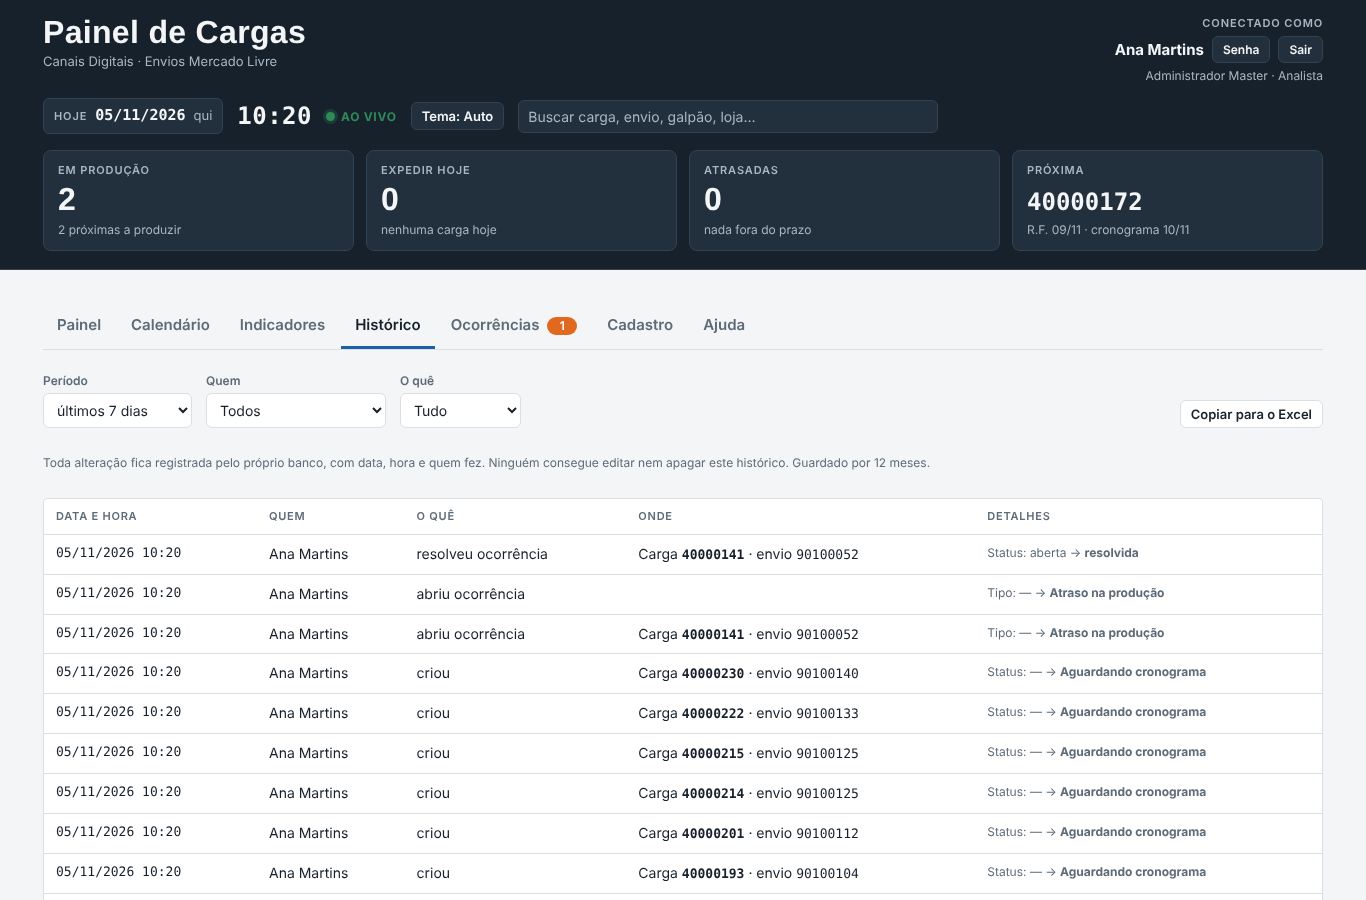 Painel de Cargas
Canais Digitais · Envios Mercado Livre
CONECTADO COMO
Ana Martins Senha Sair
Administrador Master · Analista
HOJE 05/11/2026 qui 10:20 AO VIVO Tema: Auto Buscar carga, envio, galpão, loja...
EM PRODUÇÃO
2
2 próximas a produzir
EXPEDIR HOJE
0
nenhuma carga hoje
ATRASADAS
0
nada fora do prazo
PRÓXIMA
40000172
R.F. 09/11 · cronograma 10/11
Painel Calendário Indicadores Histórico Ocorrências 1 Cadastro Ajuda
Período Quem O quê
últimos 7 dias Todos Tudo Copiar para o Excel
Toda alteração fica registrada pelo próprio banco, com data, hora e quem fez. Ninguém consegue editar nem apagar este histórico. Guardado por 12 meses.
DATA E HORA QUEM O QUÊ ONDE DETALHES
05/11/2026 10:20 Ana Martins resolveu ocorrência Carga 40000141 · envio 90100052 Status: aberta → resolvida
05/11/2026 10:20 Ana Martins abriu ocorrência Tipo: — → Atraso na produção
05/11/2026 10:20 Ana Martins abriu ocorrência Carga 40000141 · envio 90100052 Tipo: — → Atraso na produção
05/11/2026 10:20 Ana Martins criou Carga 40000230 · envio 90100140 Status: — → Aguardando cronograma
05/11/2026 10:20 Ana Martins criou Carga 40000222 · envio 90100133 Status: — → Aguardando cronograma
05/11/2026 10:20 Ana Martins criou Carga 40000215 · envio 90100125 Status: — → Aguardando cronograma
05/11/2026 10:20 Ana Martins criou Carga 40000214 · envio 90100125 Status: — → Aguardando cronograma
05/11/2026 10:20 Ana Martins criou Carga 40000201 · envio 90100112 Status: — → Aguardando cronograma
05/11/2026 10:20 Ana Martins criou Carga 40000193 · envio 90100104 Status: — → Aguardando cronograma